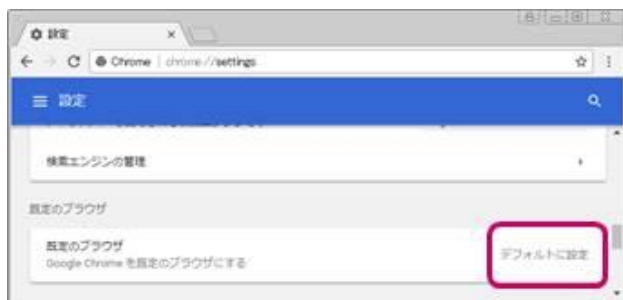 設定
Chrome | chrome://settings
設定
検索エンジンの管理
既定のブラウザ
既定のブラウザ
Google Chrome を既定のブラウザにする
デフォルトに設定